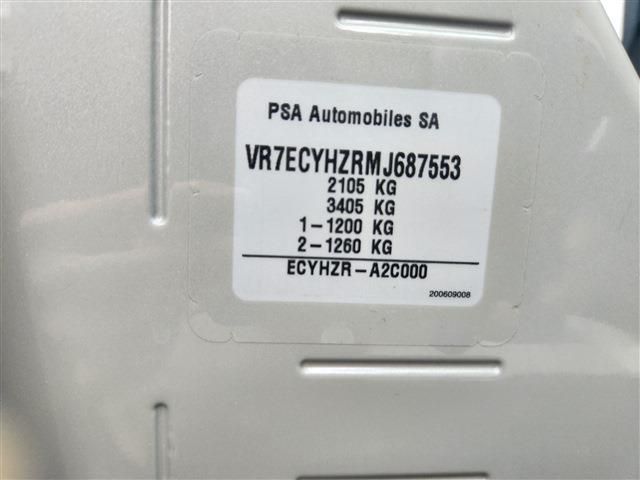 PSA Automobiles SA
VR7ECYHZRMJ687553
2105 KG
3405 KG
1-1200 KG
2-1260 KG
ECYHZR-A2C000
200609008